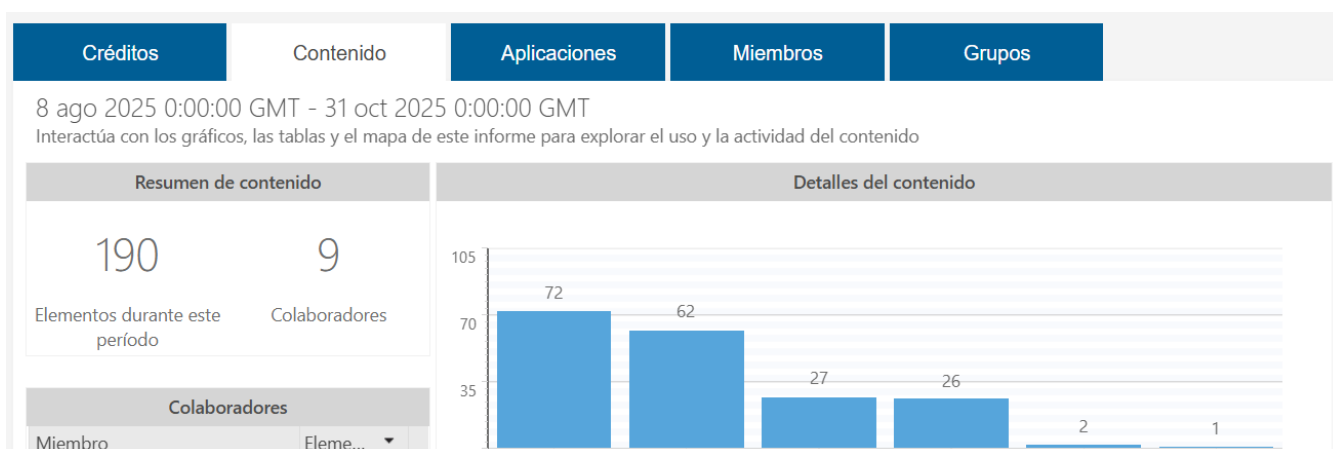 Créditos Contenido Aplicaciones Miembros Grupos
8 ago 2025 0:00:00 GMT - 31 oct 2025 0:00:00 GMT
Interactúa con los gráficos, las tablas y el mapa de este informe para explorar el uso y la actividad del contenido
Resumen de contenido
190 9
Elementos durante este período Colaboradores
Colaboradores
Miembro Eleme...
Detalles del contenido
105
70
35
72 62 27 26 2 1